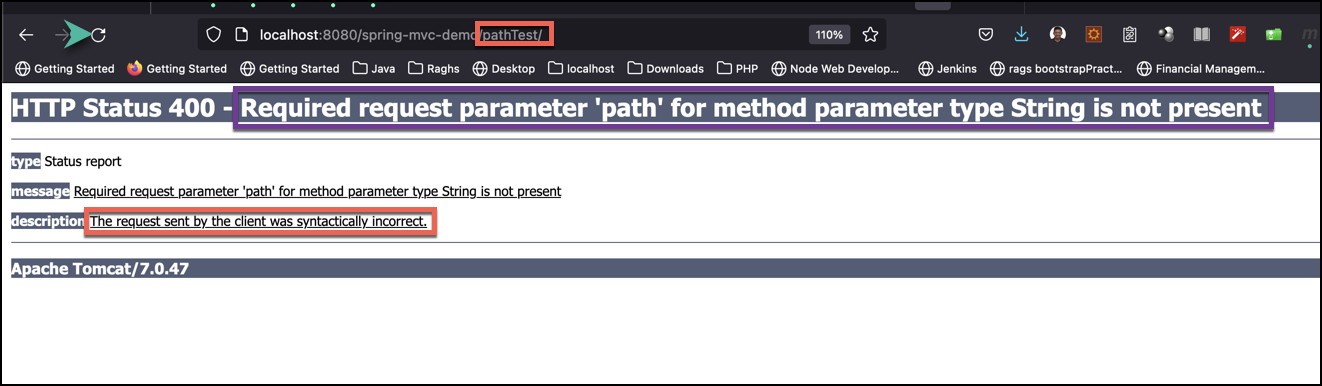 localhost:8080/spring-mvc-demo/pathTest/ 110%
Getting Started Getting Started Getting Started Java Raghs Desktop localhost Downloads PHP Node Web Develop... Jenkins rags bootstrapPract... Financial Managem...
HTTP Status 400 - Required request parameter 'path' for method parameter type String is not present
type Status report
message Required request parameter 'path' for method parameter type String is not present
description The request sent by the client was syntactically incorrect.
Apache Tomcat/7.0.47